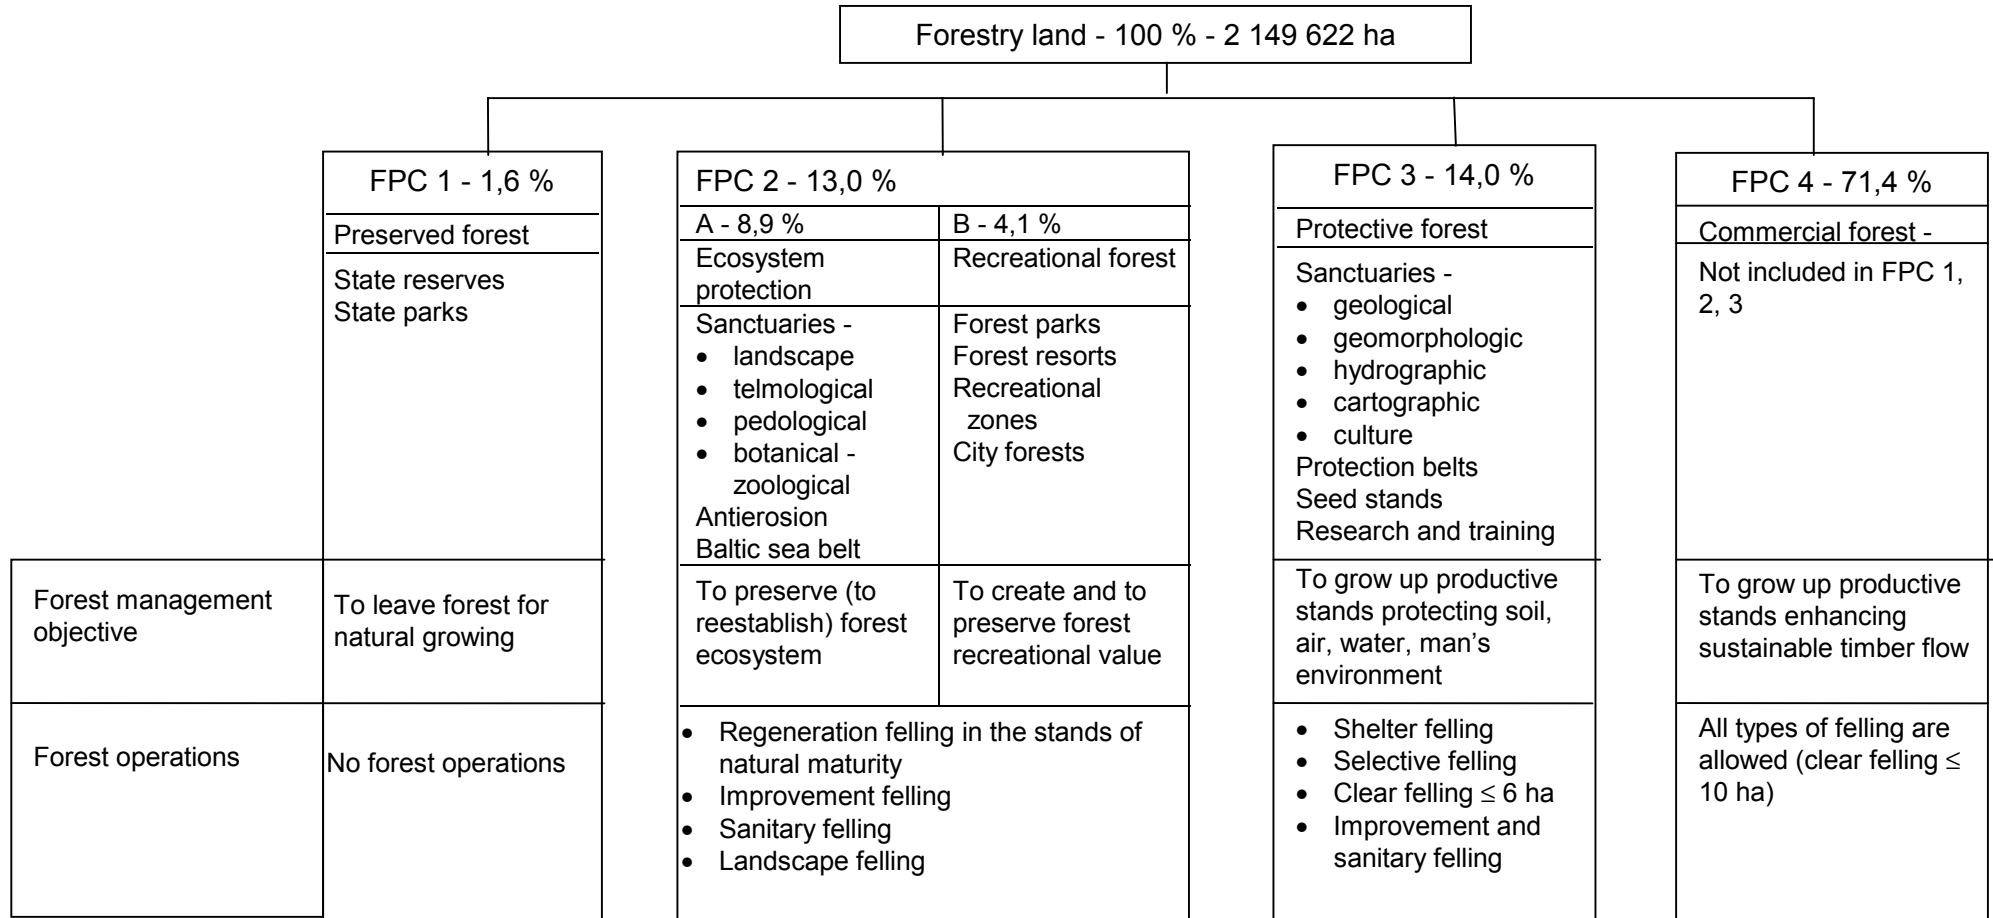 Forestry land - 100 % - 2 149 622 ha
FPC 1 - 1,6 %
Preserved forest
State reserves
State parks
FPC 2 - 13,0 %
A - 8,9 %
Ecosystem
protection
Sanctuaries -
• landscape
• telmological
• pedological
• botanical -
zoological
Antierosion
Baltic sea belt
B - 4,1 %
Recreational forest
Forest parks
Forest resorts
Recreational
zones
City forests
FPC 3 - 14,0 %
Protective forest
Sanctuaries -
• geological
• geomorphologic
• hydrographic
• cartographic
• culture
Protection belts
Seed stands
Research and training
FPC 4 - 71,4 %
Commercial forest -
Not included in FPC 1,
2, 3
Forest management
objective
To leave forest for
natural growing
To preserve (to
reestablish) forest
ecosystem
To create and to
preserve forest
recreational value
To grow up productive
stands protecting soil,
air, water, man’s
environment
To grow up productive
stands enhancing
sustainable timber flow
Forest operations
No forest operations
• Regeneration felling in the stands of
natural maturity
• Improvement felling
• Sanitary felling
• Landscape felling
• Shelter felling
• Selective felling
• Clear felling ≤ 6 ha
• Improvement and
sanitary felling
All types of felling are
allowed (clear felling ≤
10 ha)